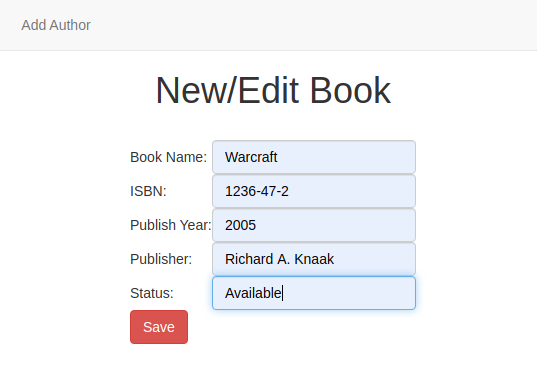 Add Author
New/Edit Book
Book Name: Warcraft
ISBN: 1236-47-2
Publish Year: 2005
Publisher: Richard A. Knaak
Status: Available
Save